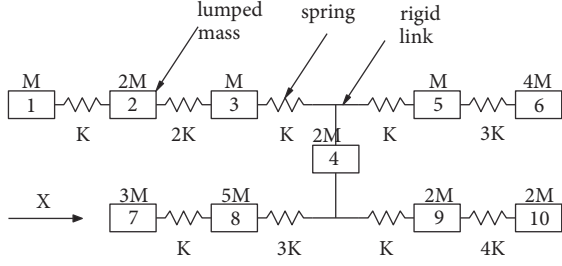 lumped mass spring rigid link
M 2M M M 4M
1 2 3 5 6
K 2K K K 3K
2M
4
X 3M 5M 2M 2M
7 8 9 10
K 3K K 4K